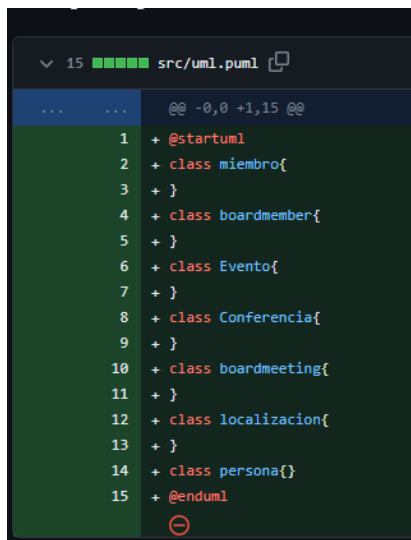 15 src/uml.puml
... ... @@ -0,0 +1,15 @@
1 + @startuml
2 + class miembro{
3 + }
4 + class boardmember{
5 + }
6 + class Evento{
7 + }
8 + class Conferencia{
9 + }
10 + class boardmeeting{
11 + }
12 + class localizacion{
13 + }
14 + class persona{}
15 + @enduml